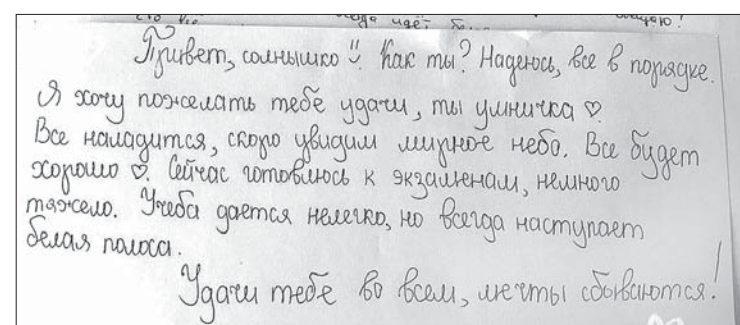 Привет, солнышко ü. Как ты? Надеюсь, все в порядке.
Я хочу пожелать тебе удачи, ты умничка ♡.
Все наладится, скоро увидим мирное небо. Все будет
хорошо ♡. Сейчас готовлюсь к экзаменам, немного
тяжело. Учеба дается нелегко, но всегда наступает
белая полоса.
Удачи тебе во всем, мечты сбываются!